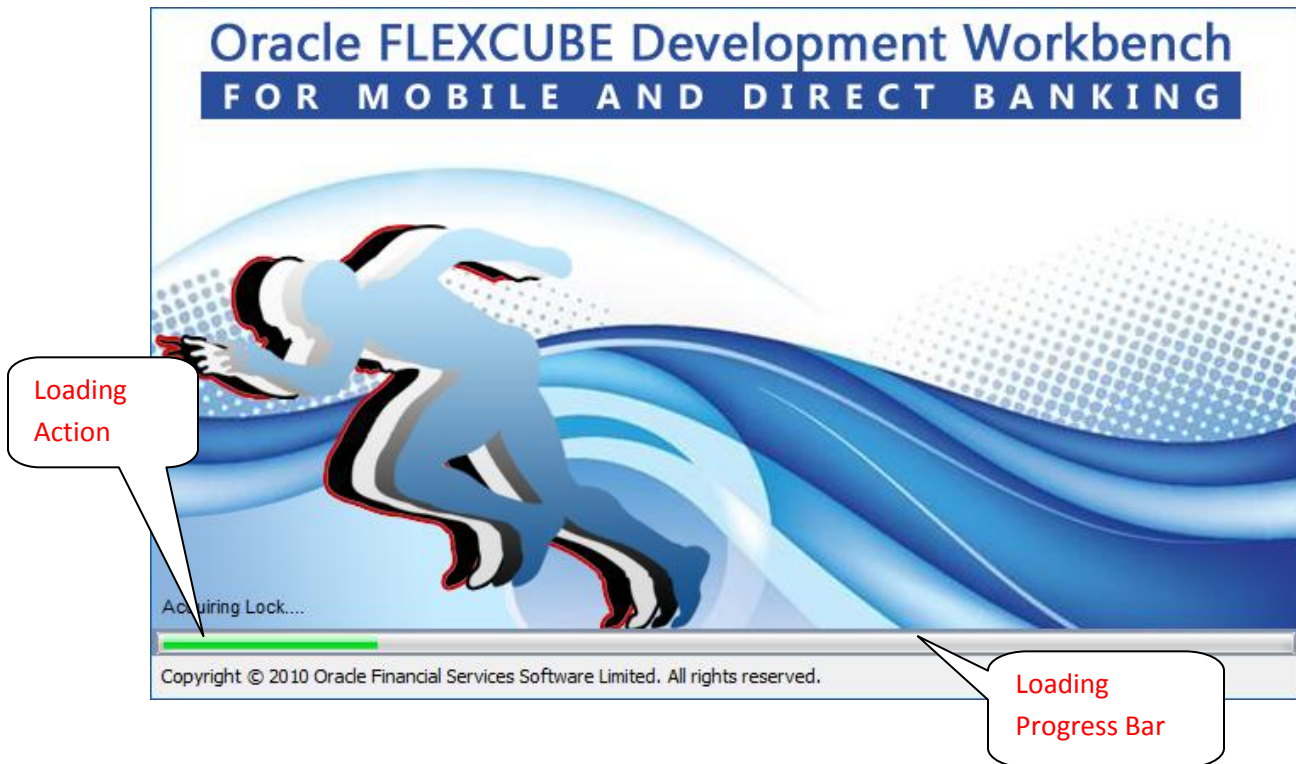 Oracle FLEXCUBE Development Workbench
FOR MOBILE AND DIRECT BANKING
Loading
Action
Acquiring Lock....
Copyright © 2010 Oracle Financial Services Software Limited. All rights reserved.
Loading
Progress Bar